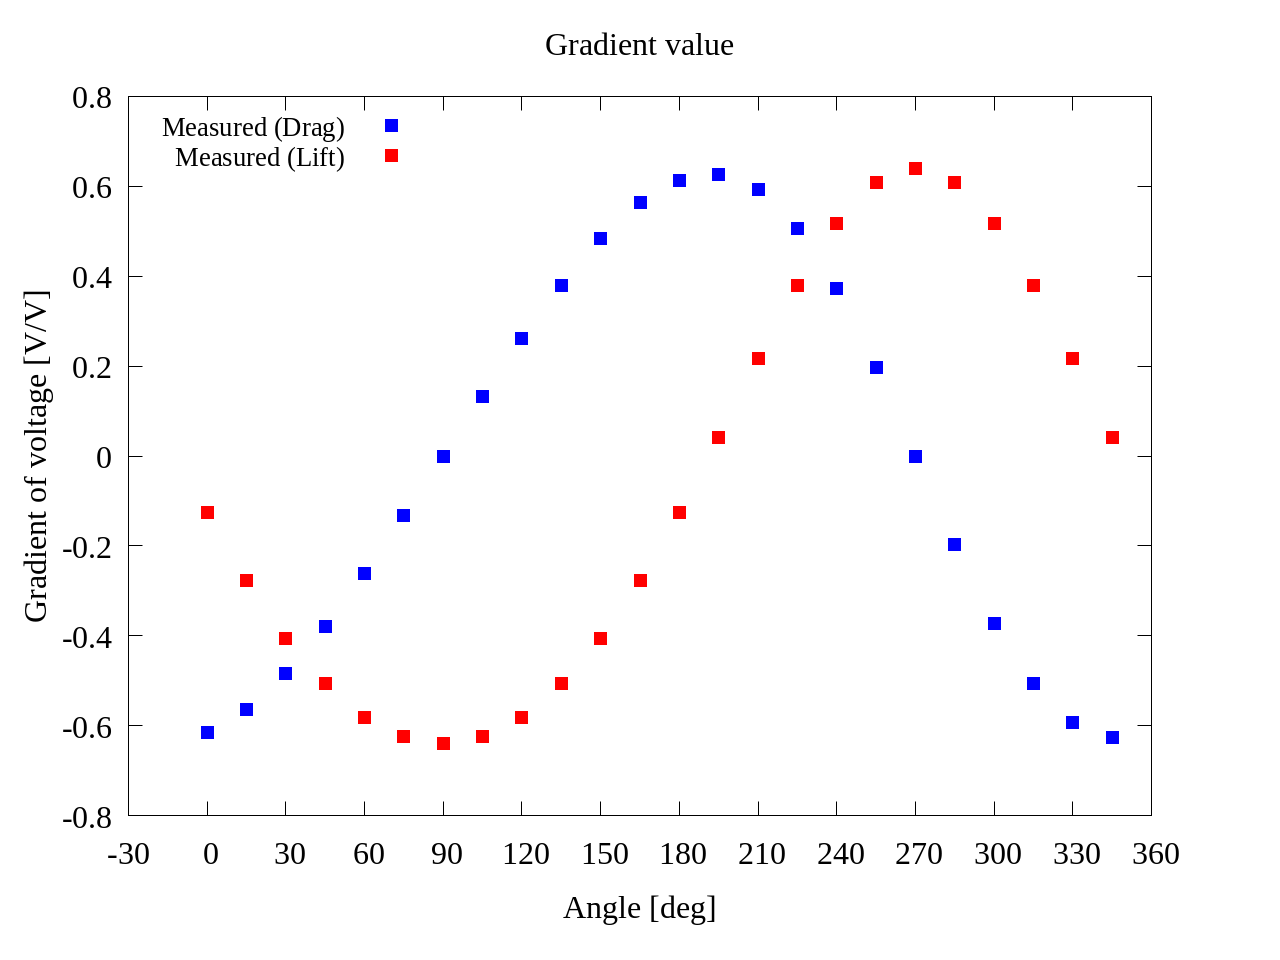 Gradient value
Measured (Drag)
Measured (Lift)
Gradient of voltage [V/V]
0.8
0.6
0.4
0.2
0
-0.2
-0.4
-0.6
-0.8
-30 0 30 60 90 120 150 180 210 240 270 300 330 360
Angle [deg]